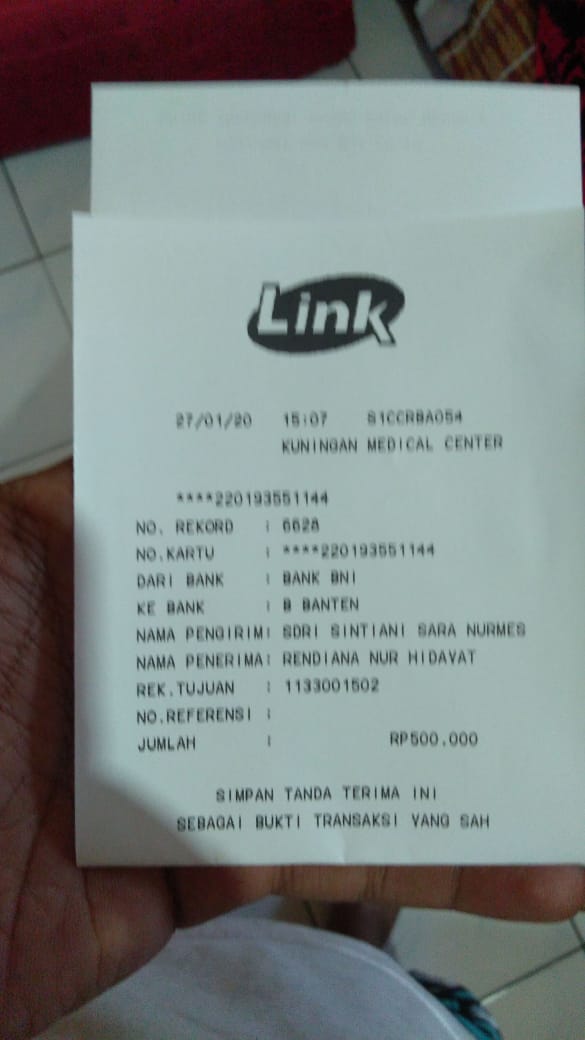 Link
27/01/20 15:07 S1CCRBA054
KUNINGAN MEDICAL CENTER
****220193551144
NO. REKORD : 6628
NO.KARTU : ****220193551144
DARI BANK : BANK BNI
KE BANK : B BANTEN
NAMA PENGIRIM: SDRI SINTIANI SARA NURMES
NAMA PENERIMA: RENDIANA NUR HIDAYAT
REK.TUJUAN : 1133001502
NO.REFERENSI :
JUMLAH : RP500.000
SIMPAN TANDA TERIMA INI
SEBAGAI BUKTI TRANSAKSI YANG SAH